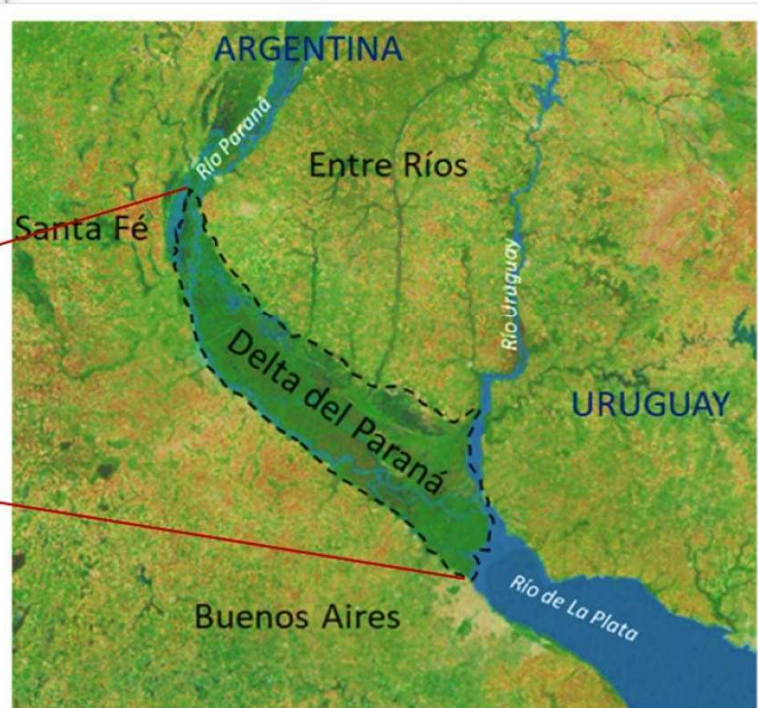 ARGENTINA
Río Paraná
Entre Ríos
Santa Fé
Río Uruguay
Delta del Paraná
URUGUAY
Río de La Plata
Buenos Aires